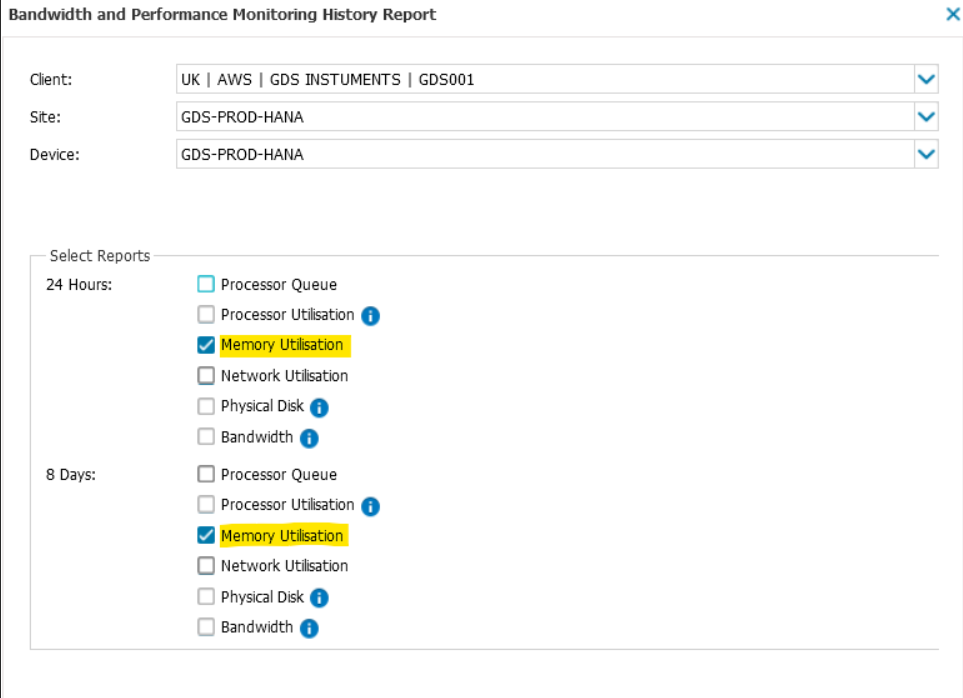 Bandwidth and Performance Monitoring History Report
Client: UK | AWS | GDS INSTUMENTS | GDS001
Site: GDS-PROD-HANA
Device: GDS-PROD-HANA
Select Reports
24 Hours: Processor Queue
Processor Utilisation
Memory Utilisation
Network Utilisation
Physical Disk
Bandwidth
8 Days: Processor Queue
Processor Utilisation
Memory Utilisation
Network Utilisation
Physical Disk
Bandwidth